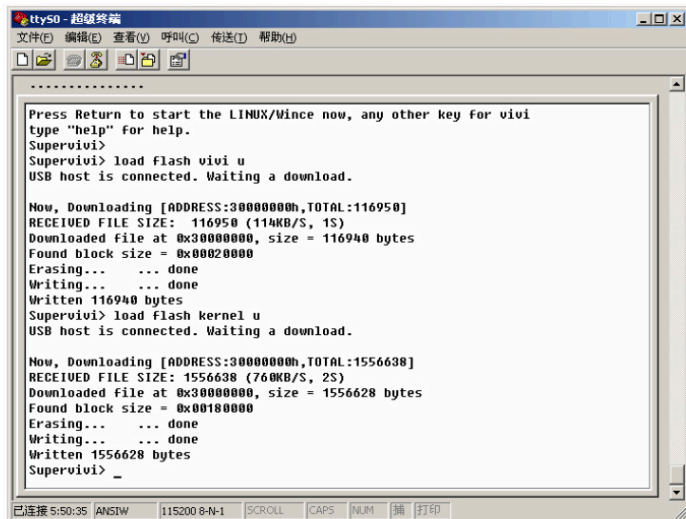 ttyS0 - 超级终端
文件(F) 编辑(E) 查看(V) 呼叫(C) 传送(T) 帮助(H)
...............
Press Return to start the LINUX/Wince now, any other key for vivi
type "help" for help.
Supervivi>
Supervivi> load flash vivi u
USB host is connected. Waiting a download.
Now, Downloading [ADDRESS:30000000h,TOTAL:116950]
RECEIVED FILE SIZE:  116950 (114KB/S, 1S)
Downloaded file at 0x30000000, size = 116940 bytes
Found block size = 0x00020000
Erasing...    ... done
Writing...    ... done
Written 116940 bytes
Supervivi> load flash kernel u
USB host is connected. Waiting a download.
Now, Downloading [ADDRESS:30000000h,TOTAL:1556638]
RECEIVED FILE SIZE: 1556638 (760KB/S, 2S)
Downloaded file at 0x30000000, size = 1556628 bytes
Found block size = 0x00180000
Erasing...    ... done
Writing...    ... done
Written 1556628 bytes
Supervivi> _
已连接 5:50:35 ANSIW 115200 8-N-1 SCROLL CAPS NUM 捕 打印